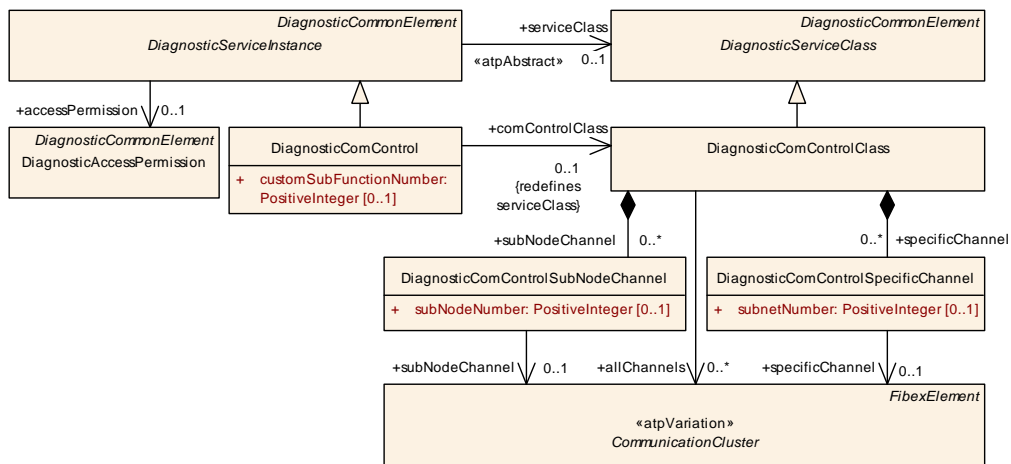 DiagnosticCommonElement
DiagnosticServiceInstance
+serviceClass
«atpAbstract»
0..1
DiagnosticCommonElement
DiagnosticServiceClass
+accessPermission
0..1
DiagnosticCommonElement
DiagnosticAccessPermission
DiagnosticComControl
+ customSubFunctionNumber:
PositiveInteger [0..1]
+comControlClass
0..1
{redefines
serviceClass}
DiagnosticComControlClass
+subNodeChannel
0..*
0..*
+specificChannel
DiagnosticComControlSubNodeChannel
+ subNodeNumber: PositiveInteger [0..1]
DiagnosticComControlSpecificChannel
+ subnetNumber: PositiveInteger [0..1]
+subNodeChannel
0..1
+allChannels
0..*
+specificChannel
0..1
FibexElement
«atpVariation»
CommunicationCluster